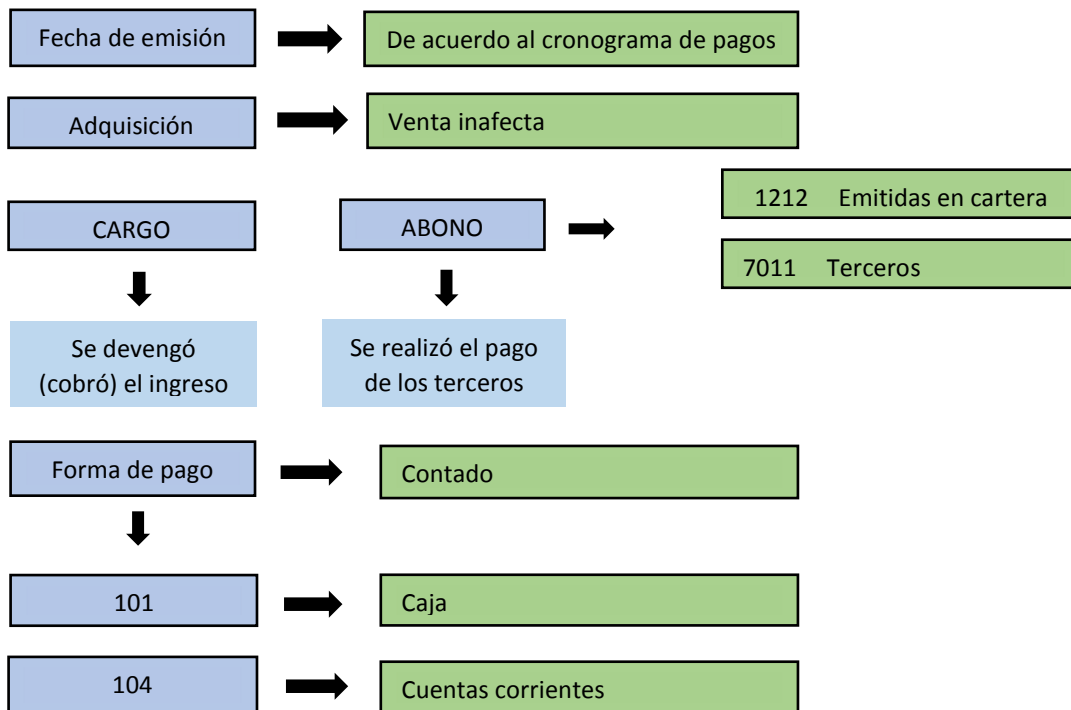 Fecha de emisión
De acuerdo al cronograma de pagos
Adquisición
Venta inafecta
1212 Emitidas en cartera
CARGO
ABONO
7011 Terceros
Se devengó
(cobró) el ingreso
Se realizó el pago
de los terceros
Forma de pago
Contado
101
Caja
104
Cuentas corrientes